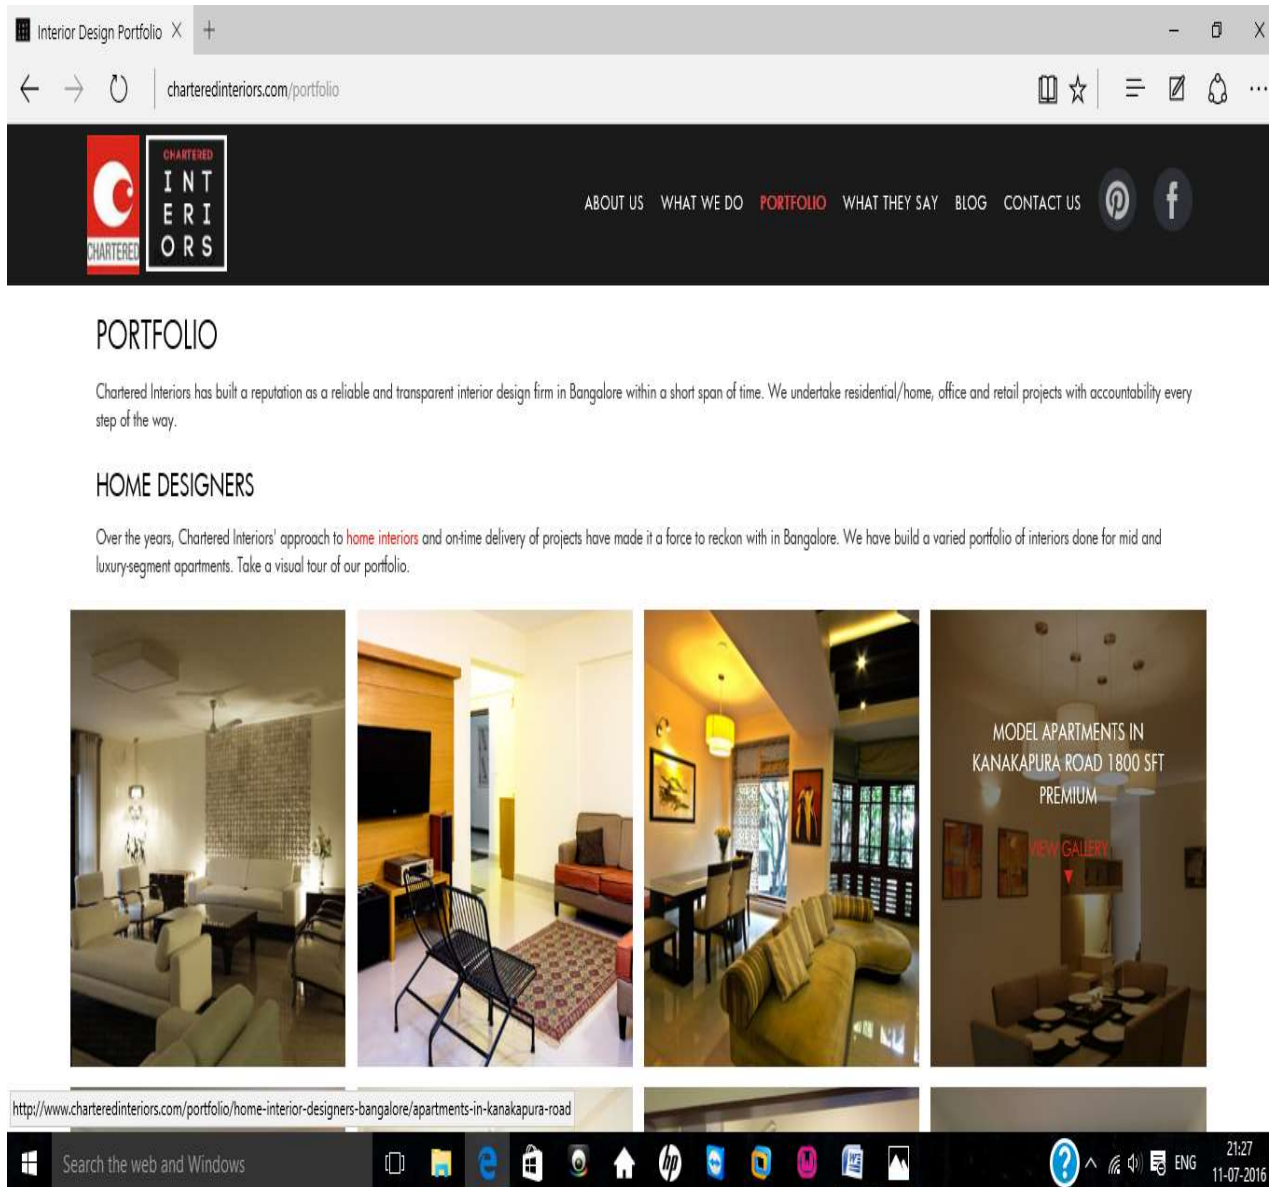 Interior Design Portfolio
charteredinteriors.com/portfolio
CHARTERED
CHARTERED
INT
ERI
ORS
ABOUT US WHAT WE DO PORTFOLIO WHAT THEY SAY BLOG CONTACT US
PORTFOLIO
Chartered Interiors has built a reputation as a reliable and transparent interior design firm in Bangalore within a short span of time. We undertake residential/home, office and retail projects with accountability every
step of the way.
HOME DESIGNERS
Over the years, Chartered Interiors' approach to home interiors and on-time delivery of projects have made it a force to reckon with in Bangalore. We have build a varied portfolio of interiors done for mid and
luxury-segment apartments. Take a visual tour of our portfolio.
MODEL APARTMENTS IN
KANAKAPURA ROAD 1800 SFT
PREMIUM
VIEW GALLERY
http://www.charteredinteriors.com/portfolio/home-interior-designers-bangalore/apartments-in-kanakapura-road
Search the web and Windows
hp
ENG
21:27
11-07-2016